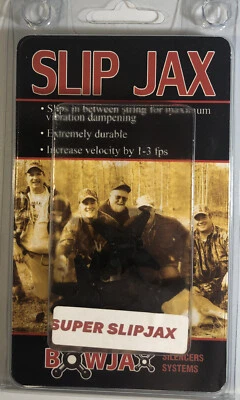 SLIP JAX
• Slips in between string for maximum
vibration dampening
• Extremely durable
• Increase velocity by 1-3 fps
SUPER SLIPJAX
BOWJAX SILENCERS
SYSTEMS